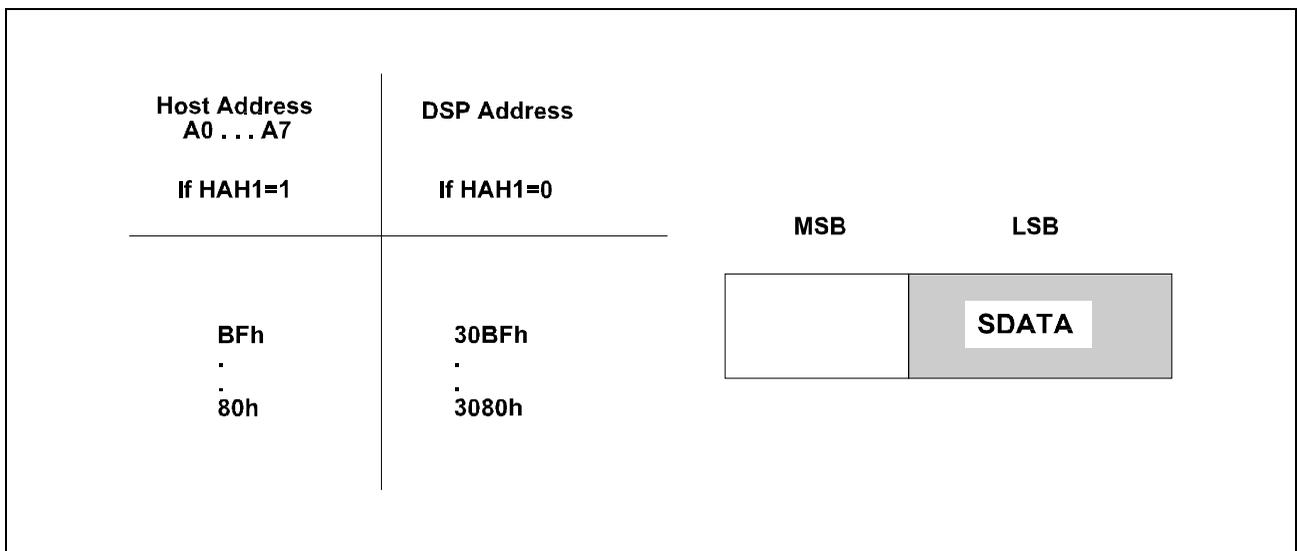 Host Address
A0 . . . A7
DSP Address
If HAH1=1
If HAH1=0
MSB
LSB
SDATA
BFh
30BFh
.
.
.
.
80h
3080h